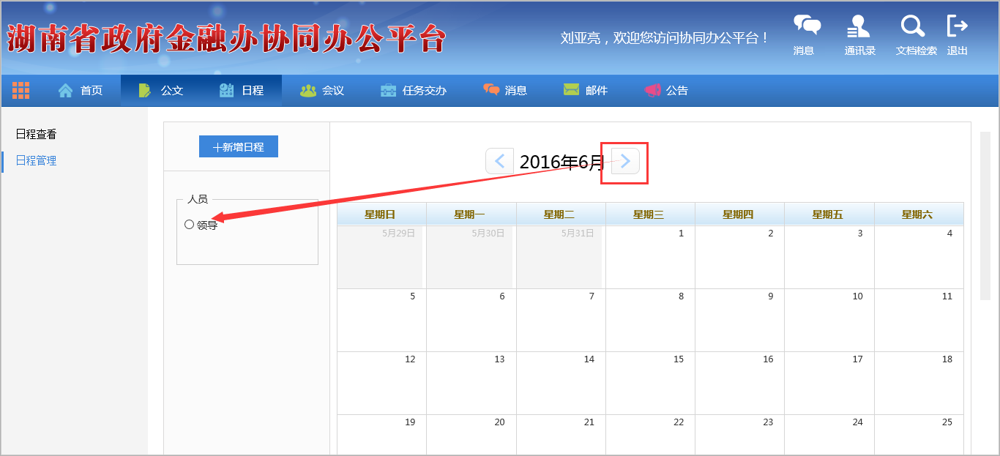 湖南省政府金融办协同办公平台
刘亚亮，欢迎您访问协同办公平台！
消息 通讯录 文档检索 退出
首页 公文 日程 会议 任务交办 消息 邮件 公告
日程查看
日程管理
+新增日程
人员
领导
2016年6月
星期日 星期一 星期二 星期三 星期四 星期五 星期六
5月29日 5月30日 5月31日 1 2 3 4
5 6 7 8 9 10 11
12 13 14 15 16 17 18
19 20 21 22 23 24 25